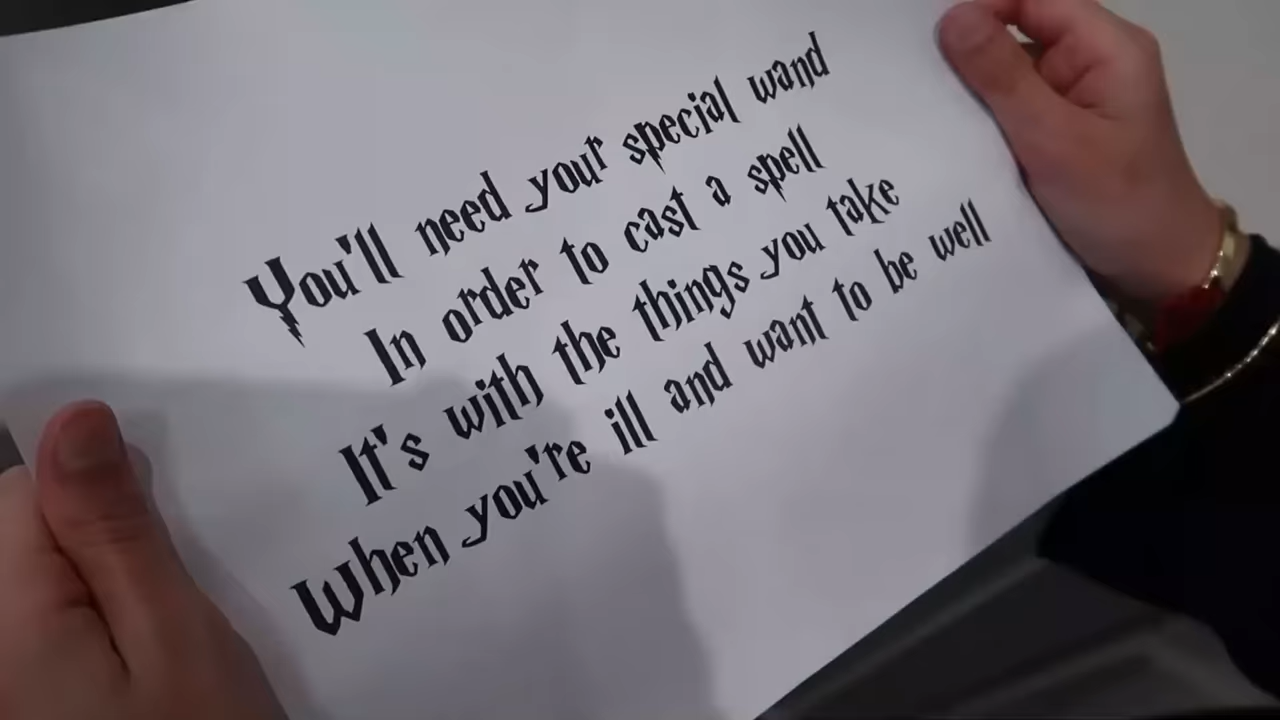 You'll need your special wand
In order to cast a spell
It's with the things you take
When you're ill and want to be well